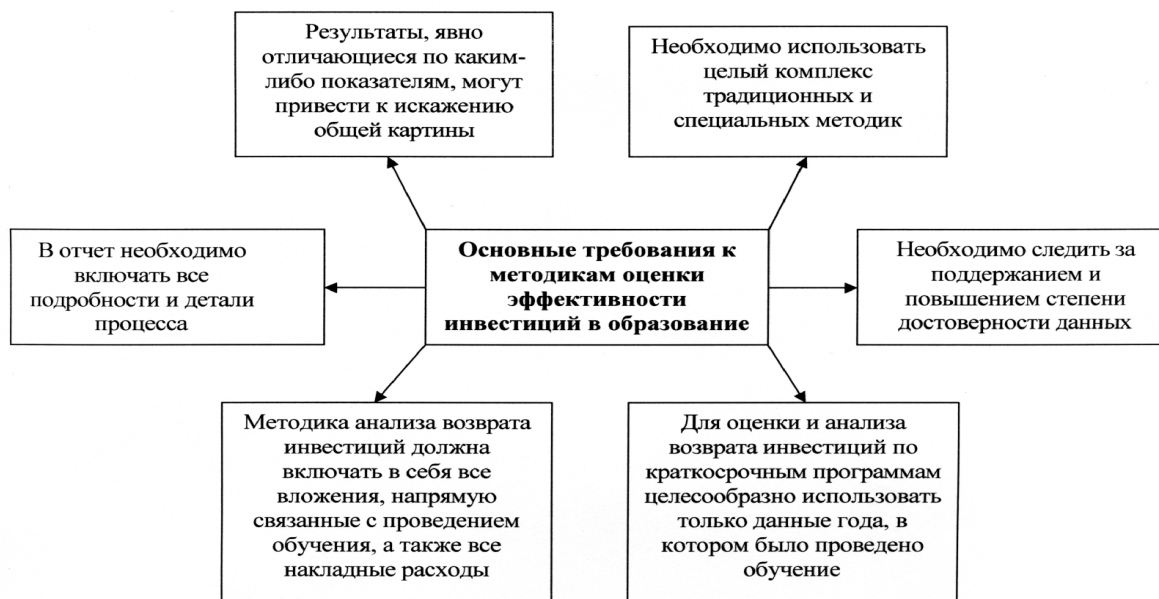 Результаты, явно
отличающиеся по каким-
либо показателям, могут
привести к искажению
общей картины
Необходимо использовать
целый комплекс
традиционных и
специальных методик
В отчет необходимо
включать все
подробности и детали
процесса
Основные требования к
методикам оценки
эффективности
инвестиций в образование
Необходимо следить за
поддержанием и
повышением степени
достоверности данных
Методика анализа возврата
инвестиций должна
включать в себя все
вложения, напрямую
связанные с проведением
обучения, а также все
накладные расходы
Для оценки и анализа
возврата инвестиций по
краткосрочным программам
целесообразно использовать
только данные года, в
котором было проведено
обучение